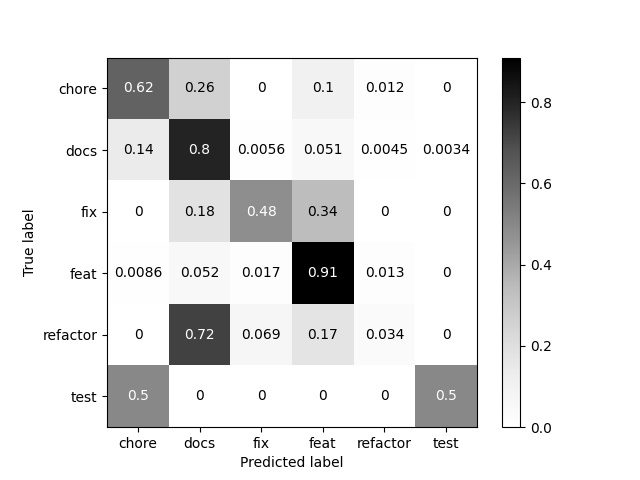 chore 0.62 0.26 0 0.1 0.012 0
docs 0.14 0.8 0.0056 0.051 0.0045 0.0034
fix 0 0.18 0.48 0.34 0 0
feat 0.0086 0.052 0.017 0.91 0.013 0
refactor 0 0.72 0.069 0.17 0.034 0
test 0.5 0 0 0 0 0.5
chore docs fix feat refactor test
Predicted label
True label
0.8
0.6
0.4
0.2
0.0